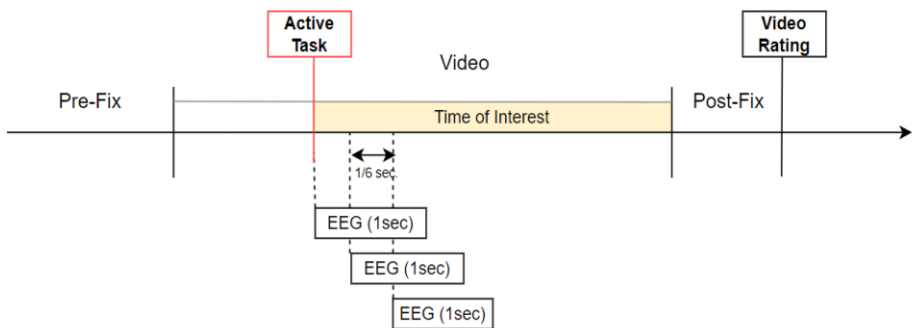 Active
Task
Video
Rating
Video
Pre-Fix
Post-Fix
Time of Interest
1/6 sec.
EEG (1sec)
EEG (1sec)
EEG (1sec)